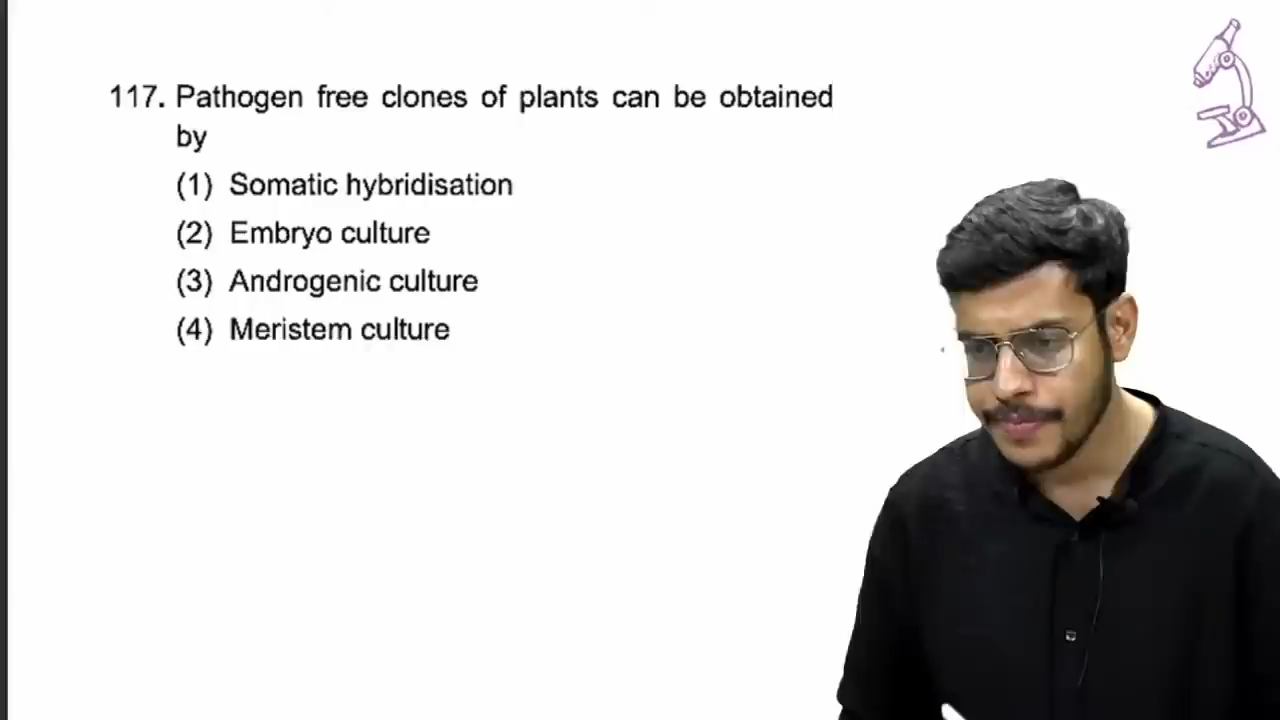 117. Pathogen free clones of plants can be obtained
by
(1) Somatic hybridisation
(2) Embryo culture
(3) Androgenic culture
(4) Meristem culture